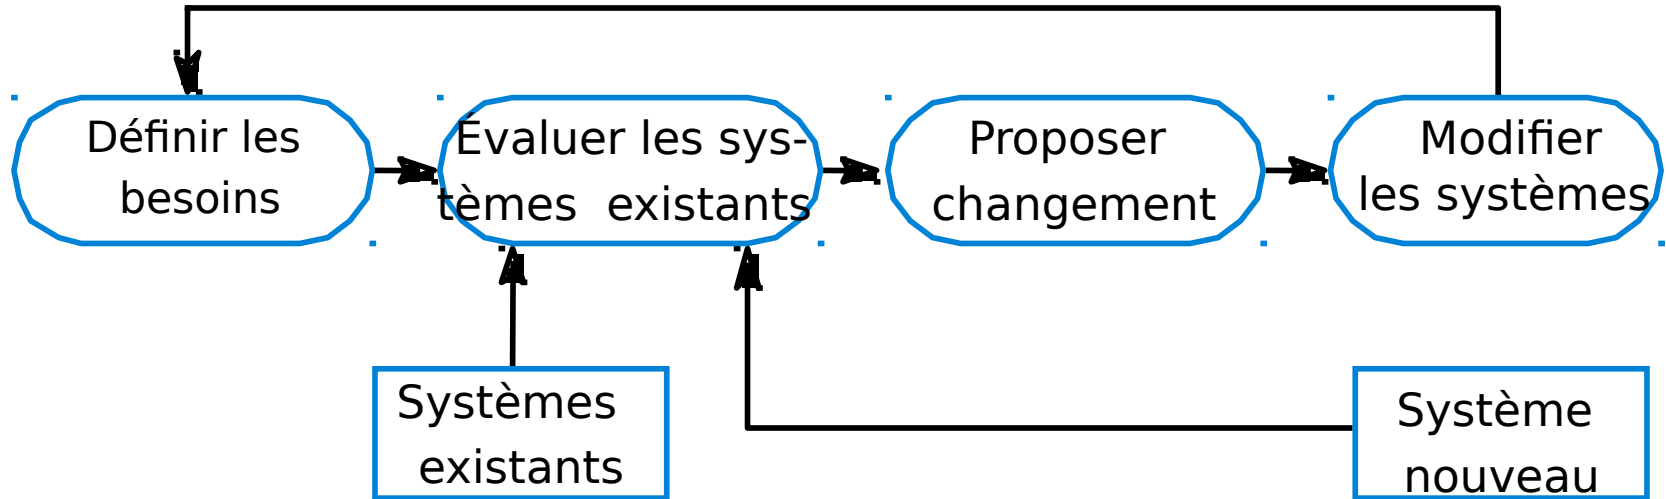 Définir les
besoins
Évaluer les sys-
tèmes existants
Proposer
changement
Modifier
les systèmes
Systèmes
existants
Système
nouveau